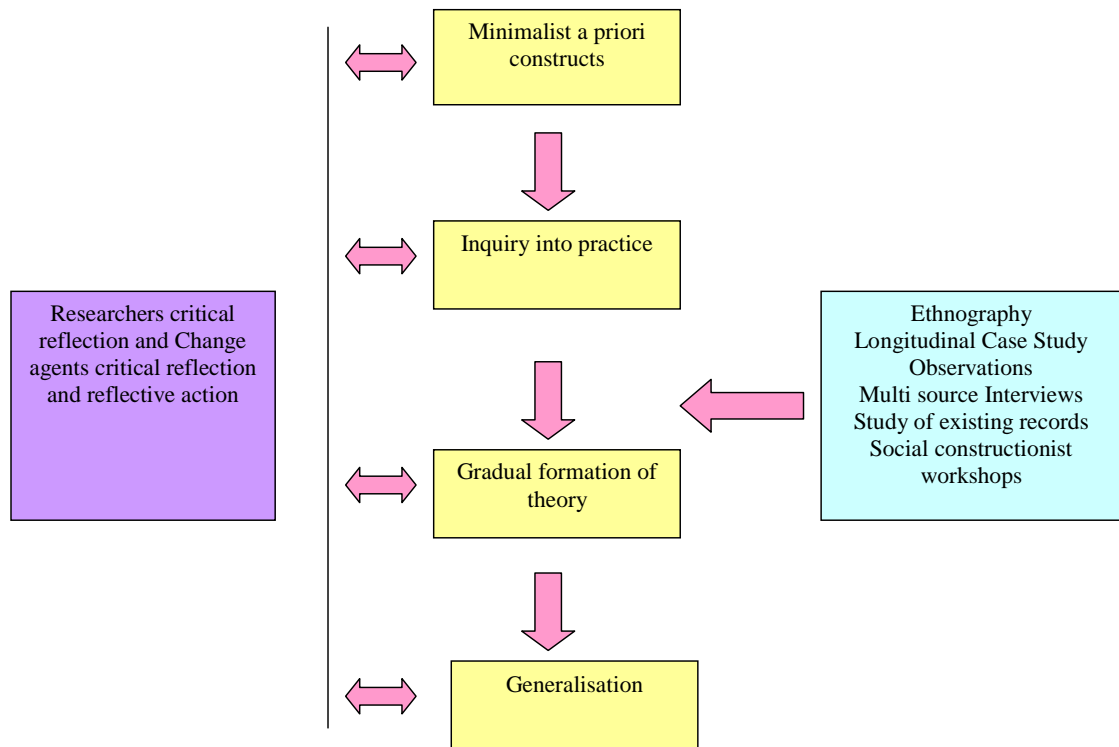 Minimalist a priori
constructs
Inquiry into practice
Researchers critical
reflection and Change
agents critical reflection
and reflective action
Ethnography
Longitudinal Case Study
Observations
Multi source Interviews
Study of existing records
Social constructionist
workshops
Gradual formation of
theory
Generalisation